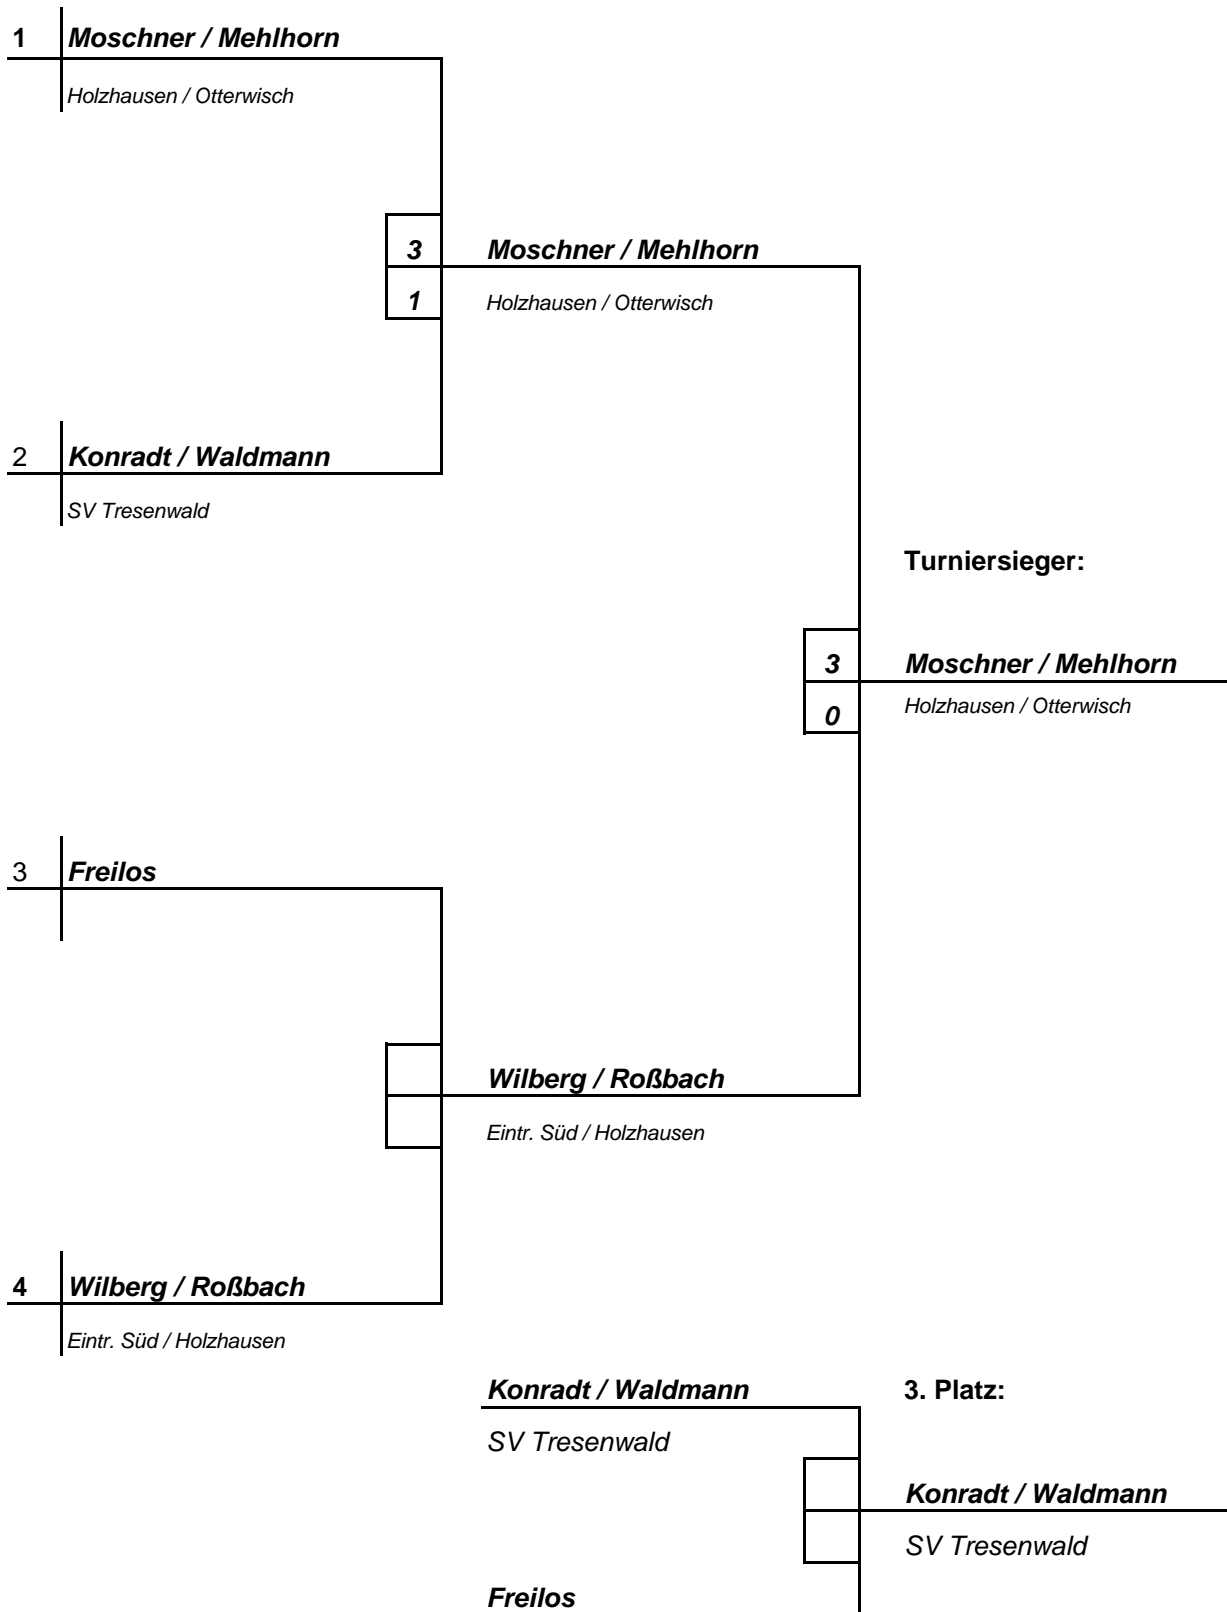 1 Moschner / Mehlhorn
Holzhausen / Otterwisch
3 Moschner / Mehlhorn
1 Holzhausen / Otterwisch
2 Konradt / Waldmann
SV Tresenwald
Turniersieger:
3 Moschner / Mehlhorn
0 Holzhausen / Otterwisch
3 Freilos
Wilberg / Roßbach
Eintr. Süd / Holzhausen
4 Wilberg / Roßbach
Eintr. Süd / Holzhausen
Konradt / Waldmann 3. Platz:
SV Tresenwald
Konradt / Waldmann
SV Tresenwald
Freilos